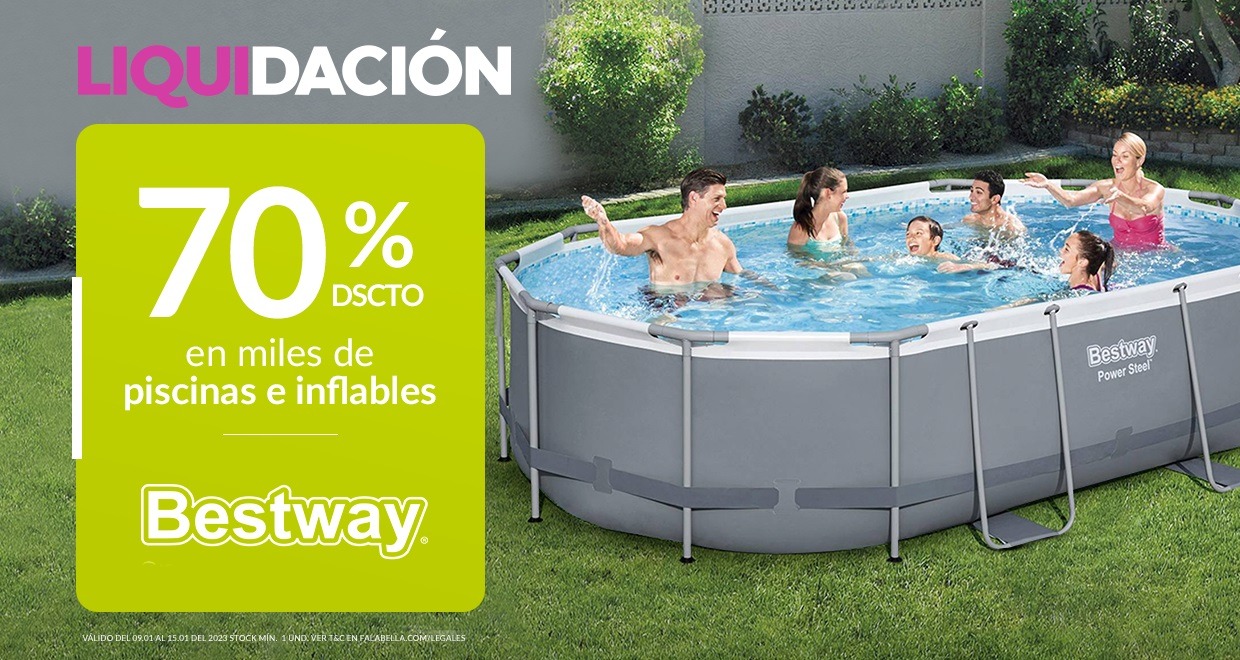 LIQUIDACIÓN
70%
DSCTO
en miles de
piscinas e inflables
Bestway®
Bestway
Power Steel™
VÁLIDO DEL 09.01 AL 15.01 DEL 2023 STOCK MÍN. 1 UND. VER T&C EN FALABELLA.COM/LEGALES